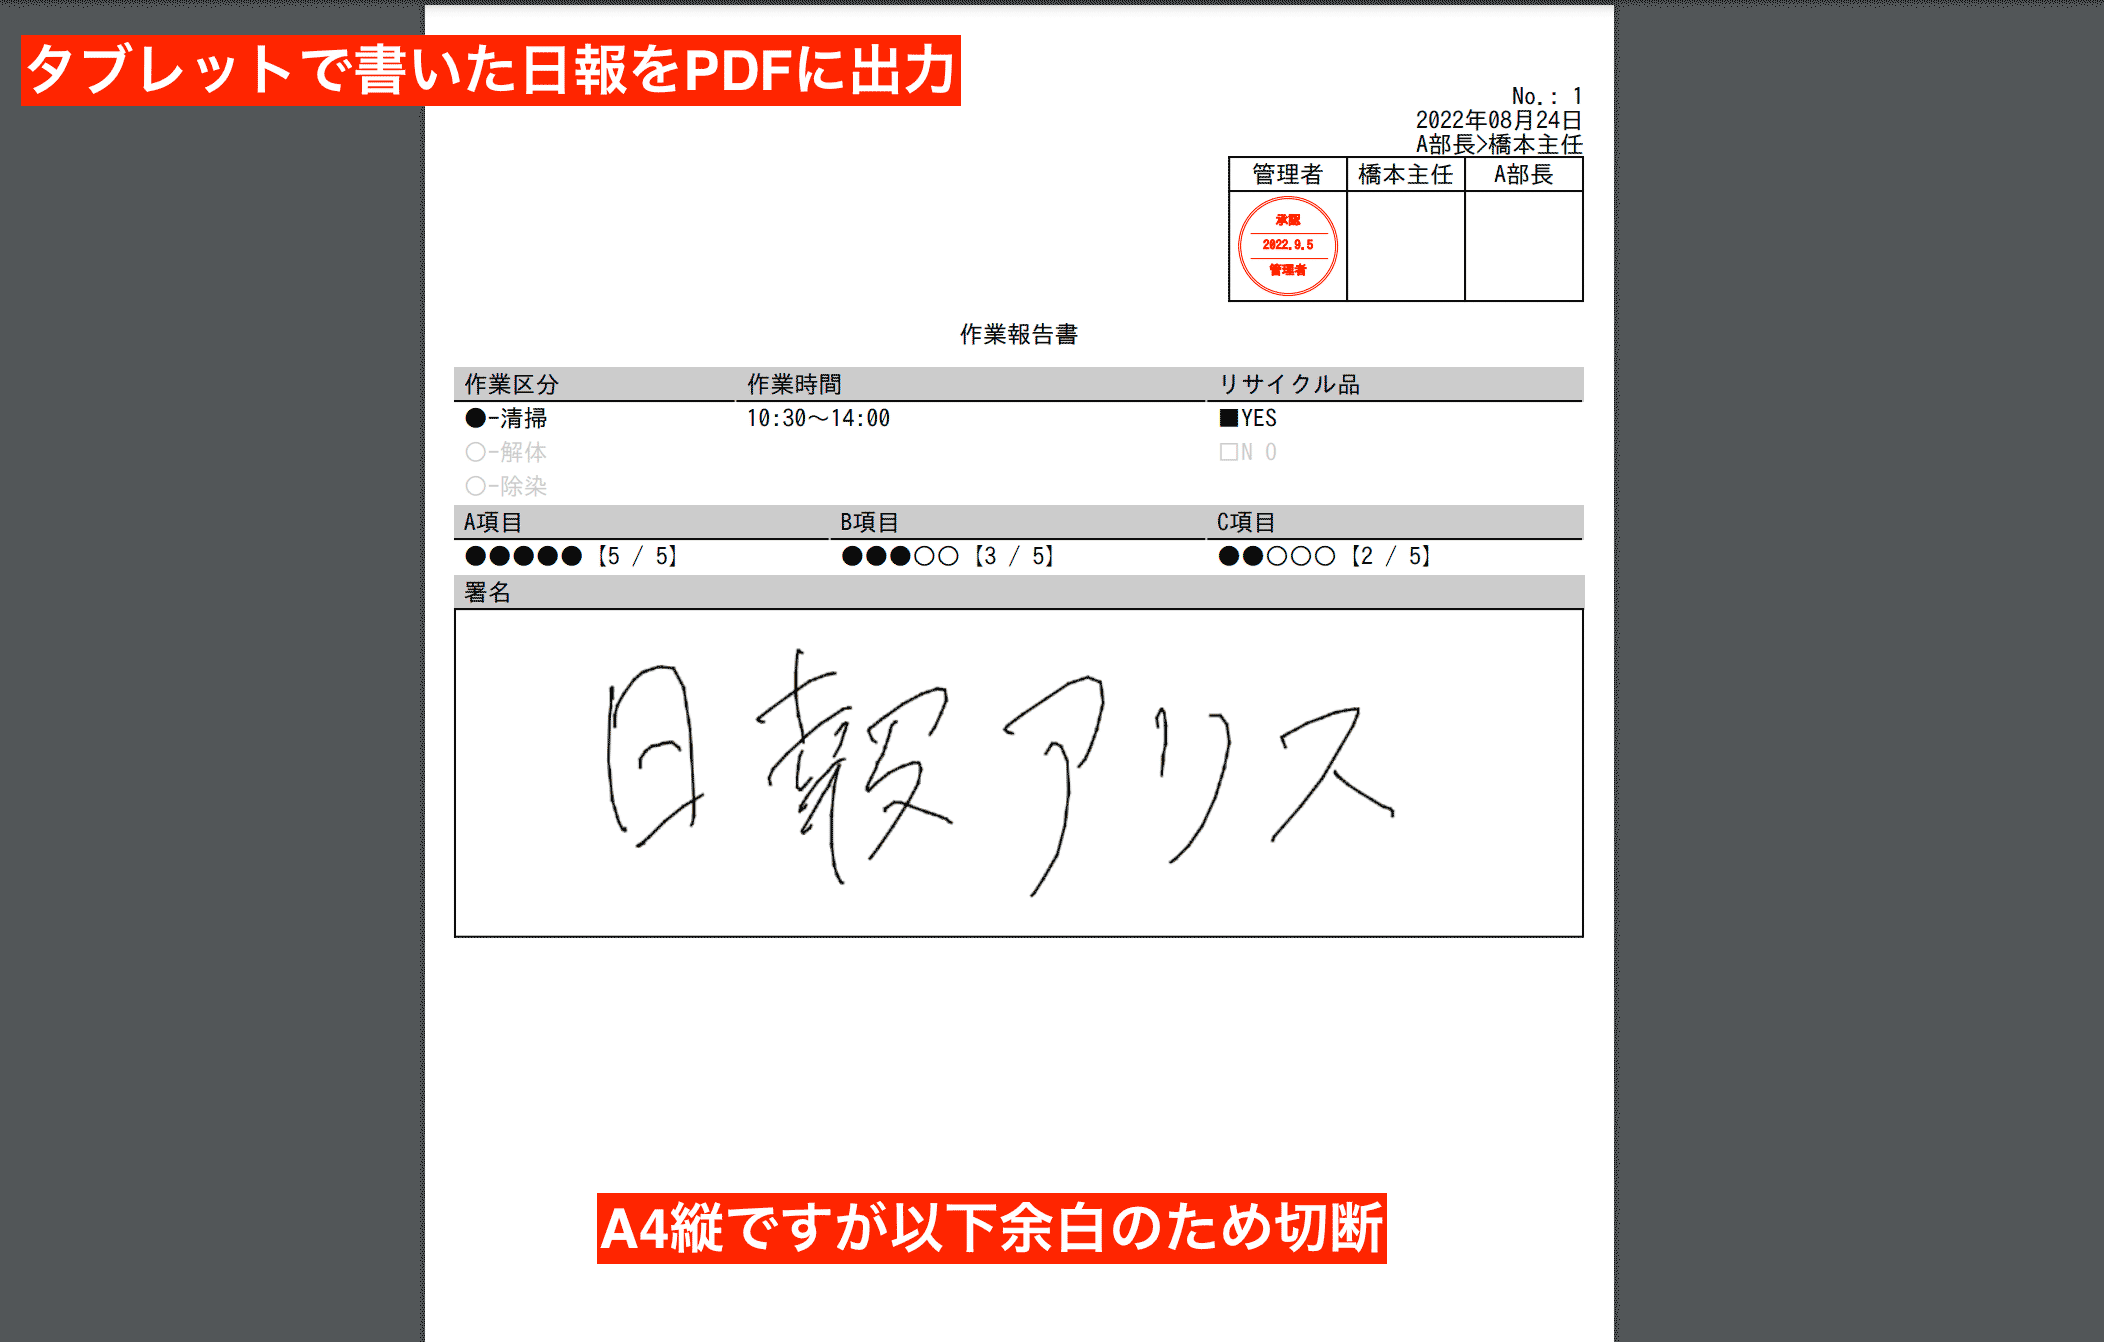 タブレットで書いた日報をPDFに出力
No.: 1
2022年08月24日
A部長>橋本主任
管理者 橋本主任 A部長
承認
2022.9.5
管理者
作業報告書
作業区分 作業時間 リサイクル品
●-清掃 10:30～14:00 ■YES
○-解体 □N O
○-除染
A項目 B項目 C項目
●●●●●【5 / 5】 ●●●○○【3 / 5】 ●●○○○【2 / 5】
署名
日報アリス
A4縦ですが以下余白のため切断